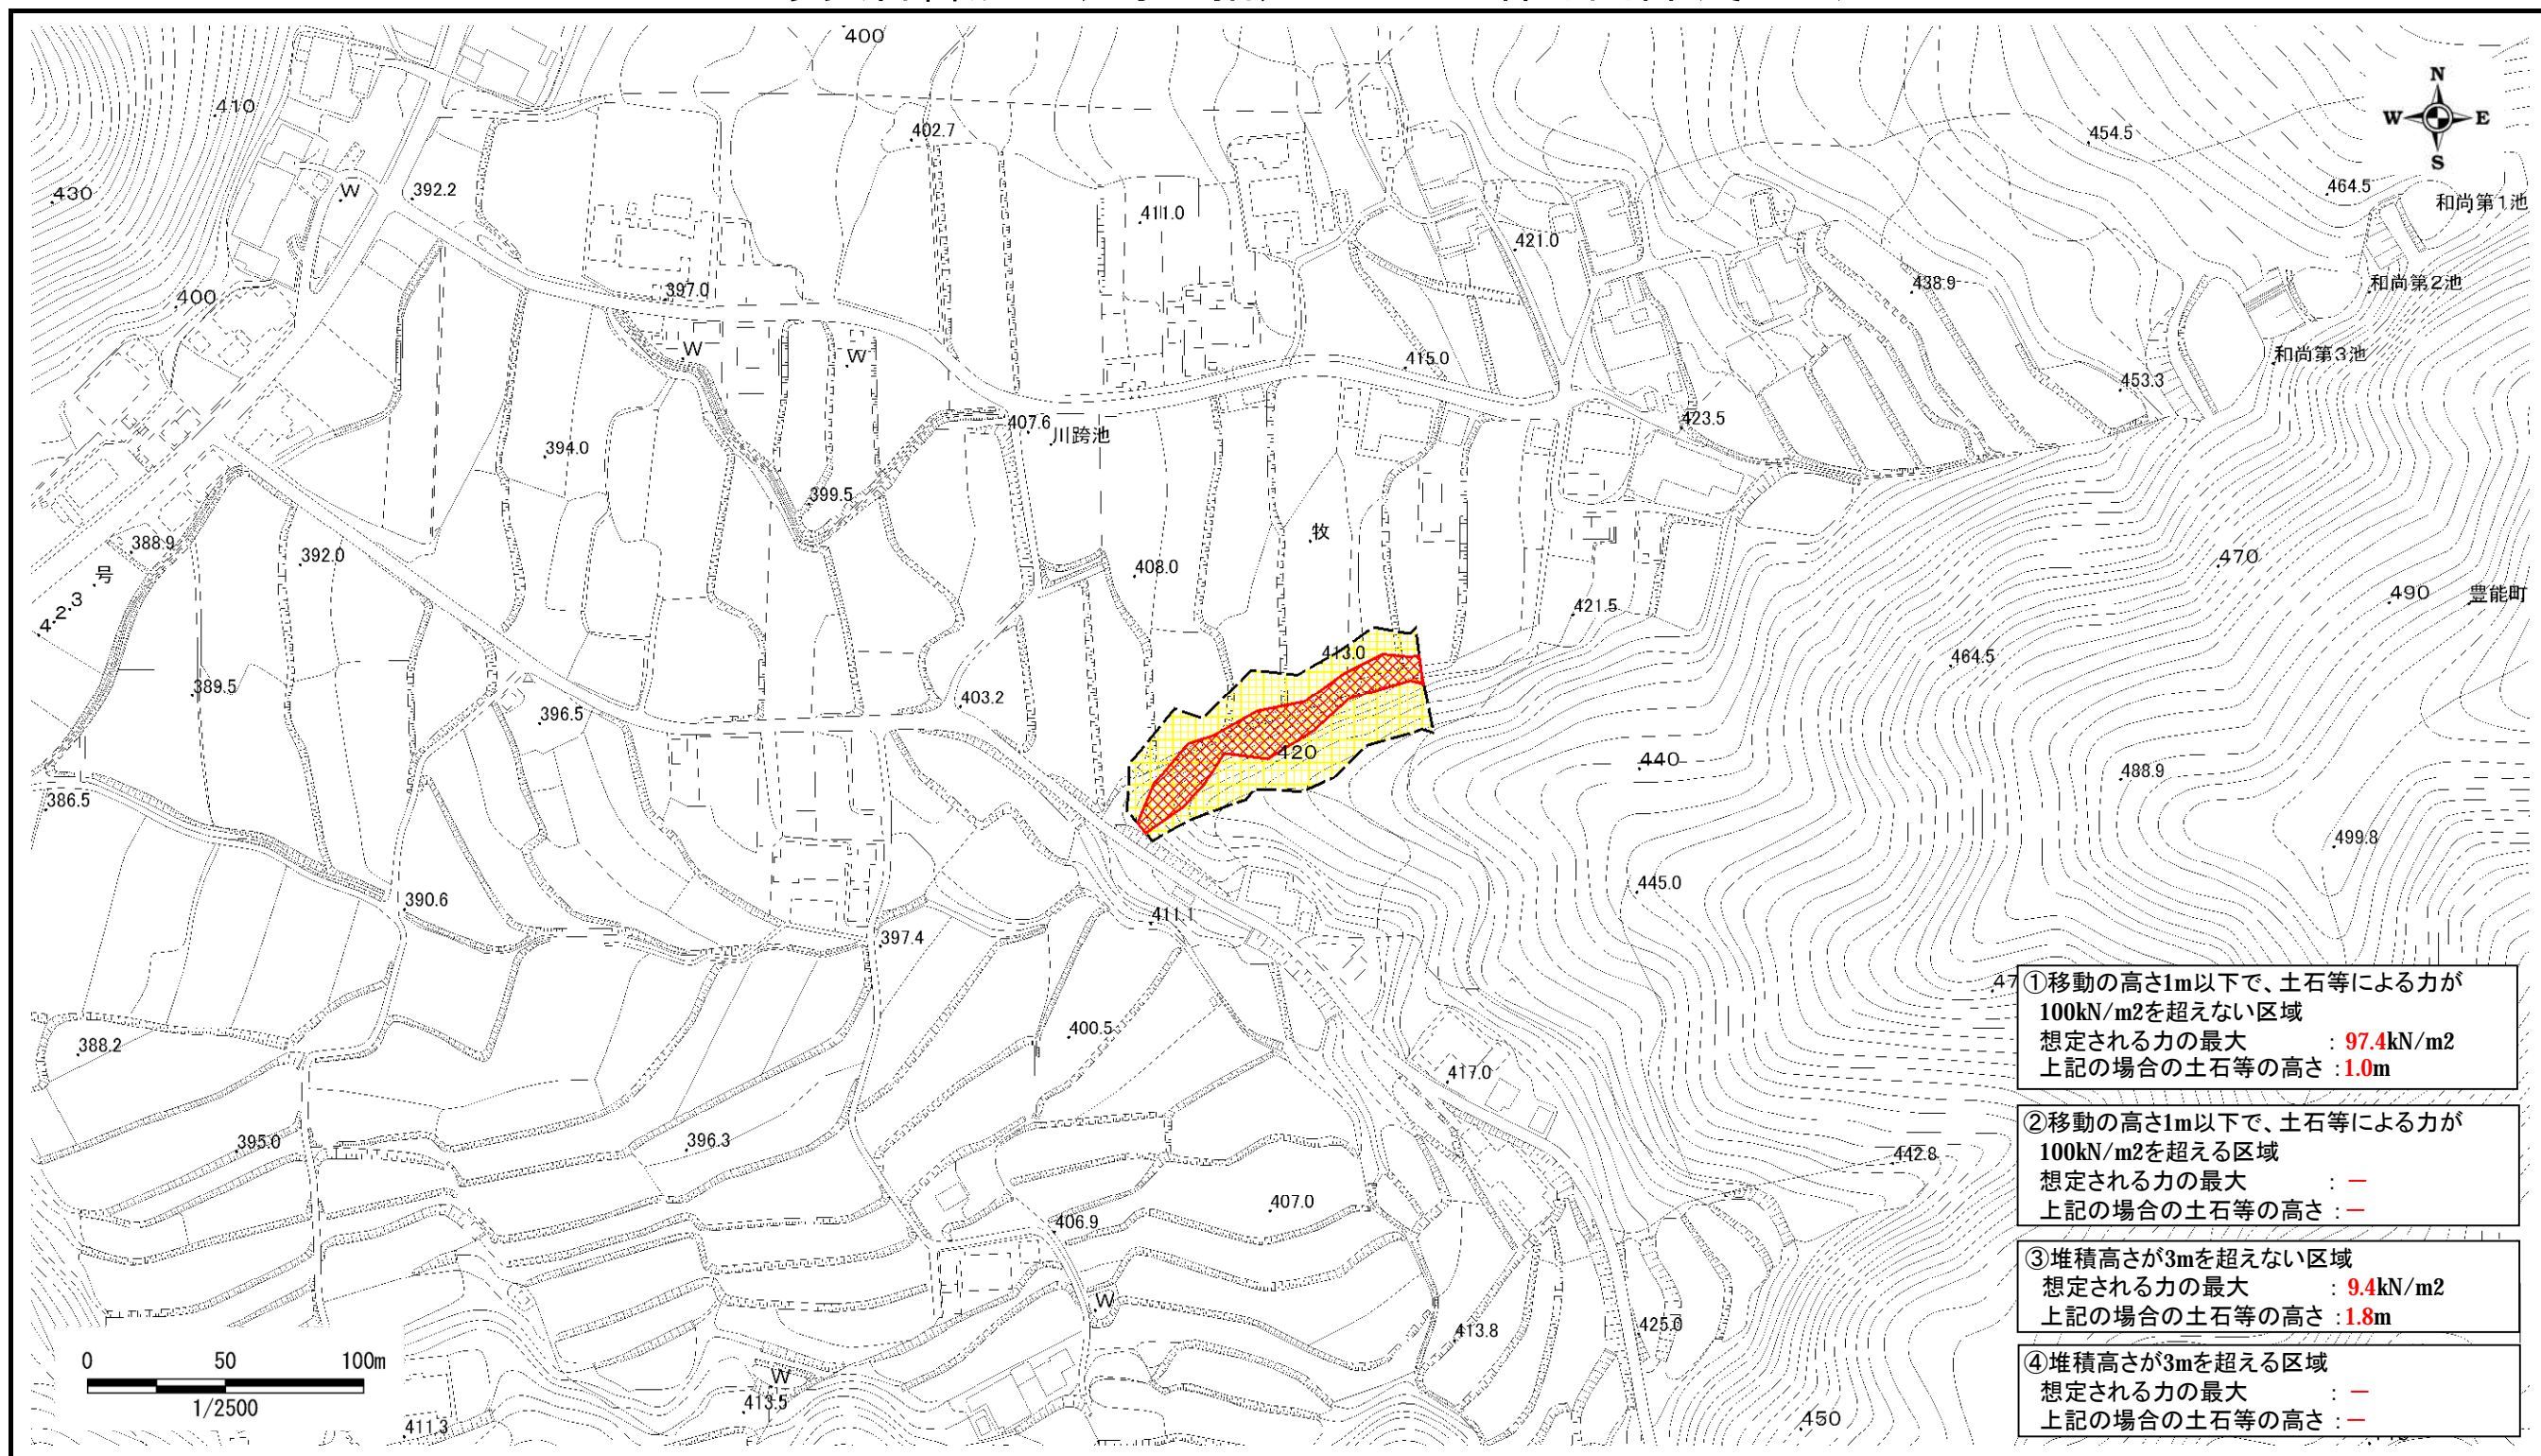 400
N
W E
S
410
402.7
454.5
430
W
392.2
411.0
464.5
和尚第1池
421.0
400
397.0
438.9
和尚第2池
W
W
415.0
和尚第3池
453.3
407.6
川跨池
423.5
394.0
399.5
牧
388.9
392.0
408.0
470
号
423
421.5
490
豊能町
413.0
464.5
389.5
403.2
396.5
420
440
488.9
386.5
499.8
445.0
390.6
411.1
397.4
47
①移動の高さ1m以下で、土石等による力が
100kN/m2を超えない区域
想定される力の最大 : 97.4kN/m2
上記の場合の土石等の高さ :1.0m
400.5
388.2
417.0
②移動の高さ1m以下で、土石等による力が
100kN/m2を超える区域
想定される力の最大 : －
上記の場合の土石等の高さ :－
395.0
396.3
442.8
407.0
406.9
③堆積高さが3mを超えない区域
想定される力の最大 : 9.4kN/m2
上記の場合の土石等の高さ :1.8m
W
413.8
425.0
④堆積高さが3mを超える区域
想定される力の最大 : －
上記の場合の土石等の高さ :－
0 50 100m
1/2500
W
413.5
411.3
450